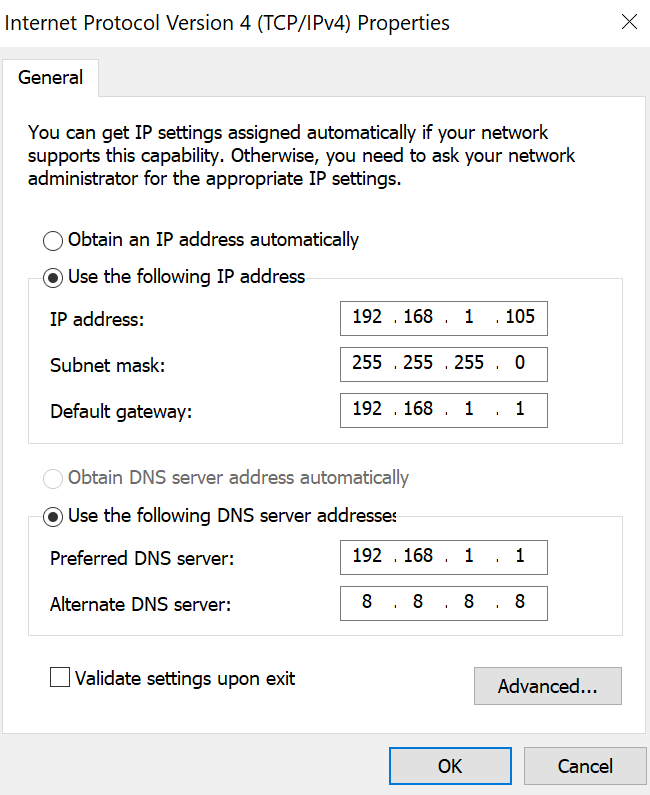 Internet Protocol Version 4 (TCP/IPv4) Properties
General
You can get IP settings assigned automatically if your network
supports this capability. Otherwise, you need to ask your network
administrator for the appropriate IP settings.
Obtain an IP address automatically
Use the following IP address
IP address: 192 . 168 . 1 . 105
Subnet mask: 255 . 255 . 255 . 0
Default gateway: 192 . 168 . 1 . 1
Obtain DNS server address automatically
Use the following DNS server addresses
Preferred DNS server: 192 . 168 . 1 . 1
Alternate DNS server: 8 . 8 . 8 . 8
Validate settings upon exit
Advanced...
OK Cancel